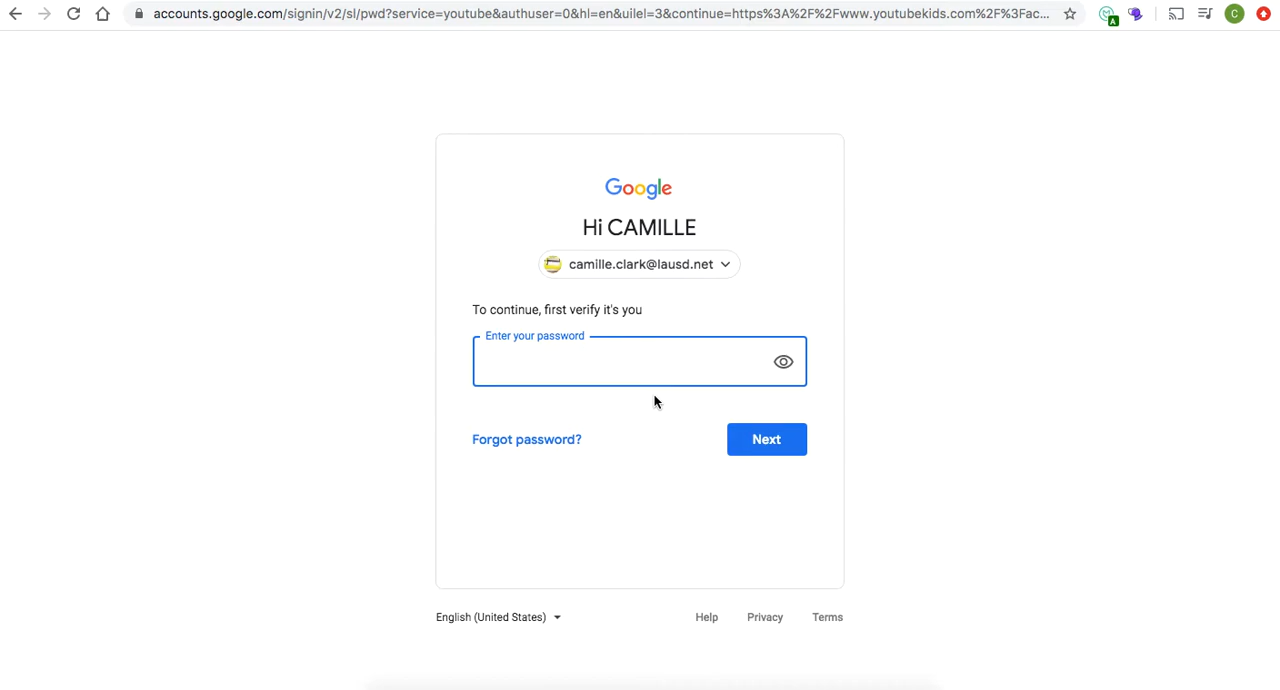 accounts.google.com/signin/v2/sl/pwd?service=youtube&authuser=0&hl=en&uilel=3&continue=https%3A%2F%2Fwww.youtubekids.com%2F%3Fac...
A
C
Google
Hi CAMILLE
camille.clark@lausd.net
To continue, first verify it's you
Enter your password
Forgot password?
Next
English (United States)
Help
Privacy
Terms